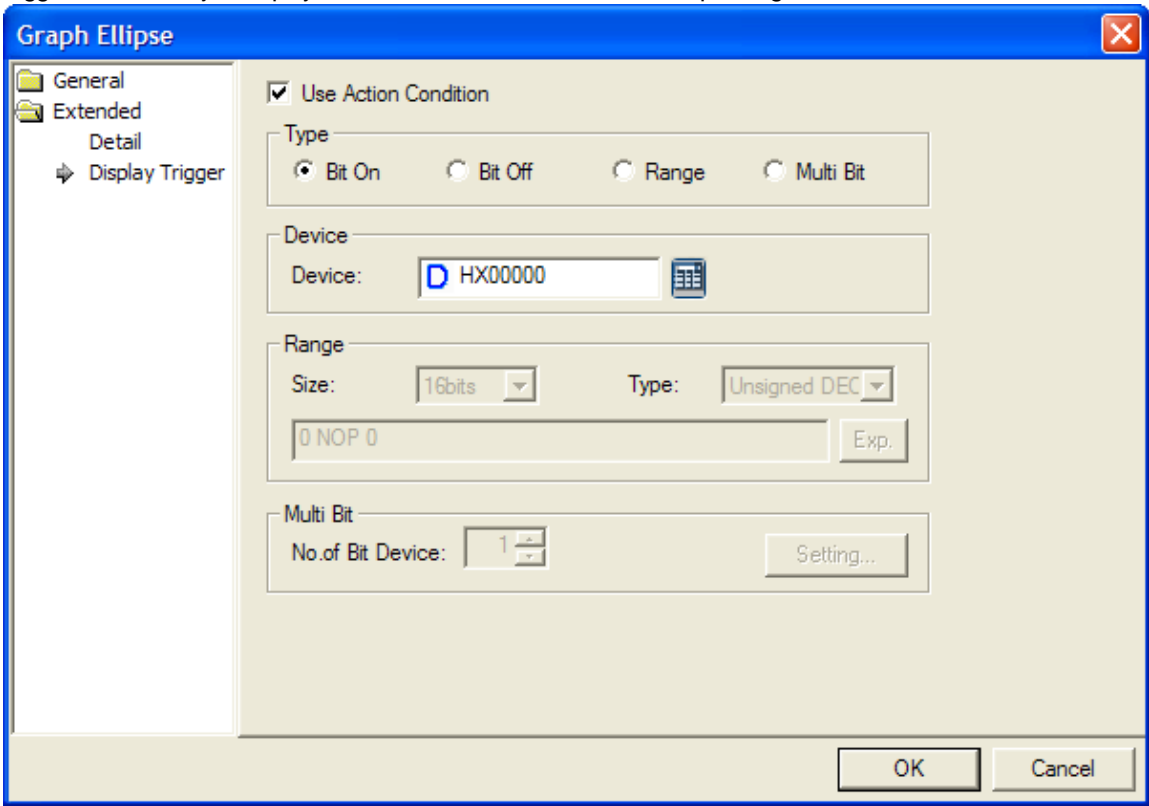 Graph Ellipse
General
Extended
Detail
Display Trigger
Use Action Condition
Type
Bit On Bit Off Range Multi Bit
Device
Device: D HX00000
Range
Size: 16bits Type: Unsigned DEC
0 NOP 0 Exp.
Multi Bit
No.of Bit Device: 1 Setting...
OK Cancel